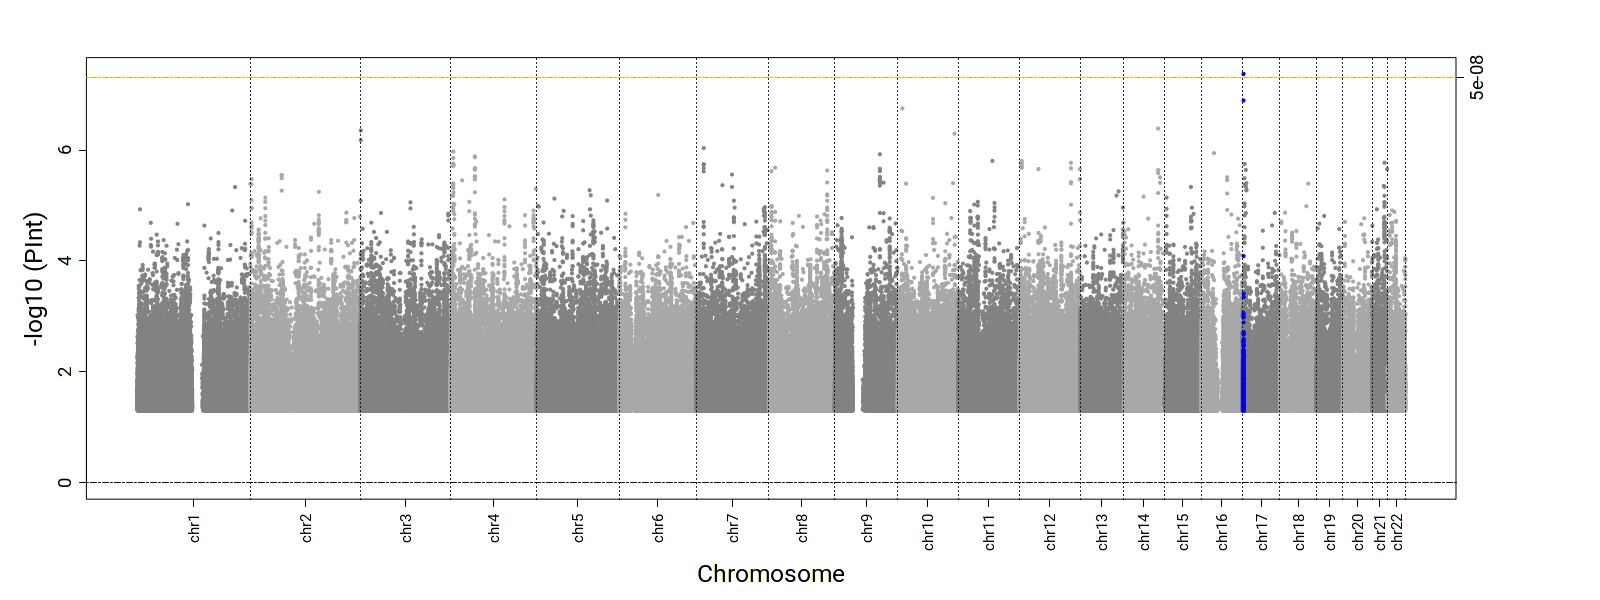 5e-08
-log10 (PInt)
6
4
2
0
chr1
chr2
chr3
chr4
chr5
chr6
chr7
chr8
chr9
chr10
chr11
chr12
chr13
chr14
chr15
chr16
chr17
chr18
chr19
chr20
chr21
chr22
Chromosome